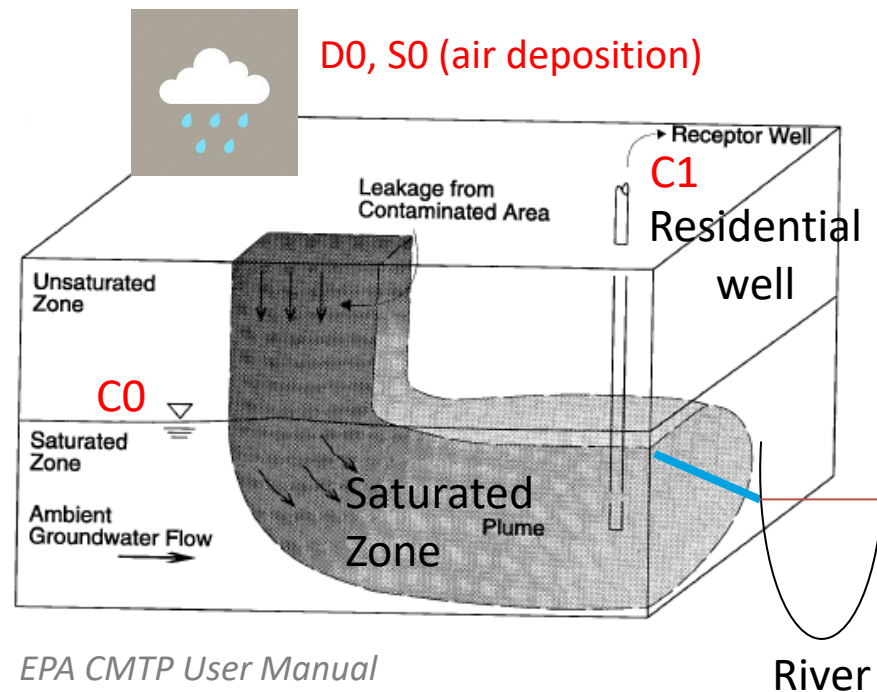 D0, S0 (air deposition)
Receptor Well
C1
Leakage from
Contaminated Area
Residential
well
Unsaturated
Zone
C0
Saturated
Zone
Saturated
Zone
Plume
Ambient
Groundwater Flow
EPA CMTP User Manual
River